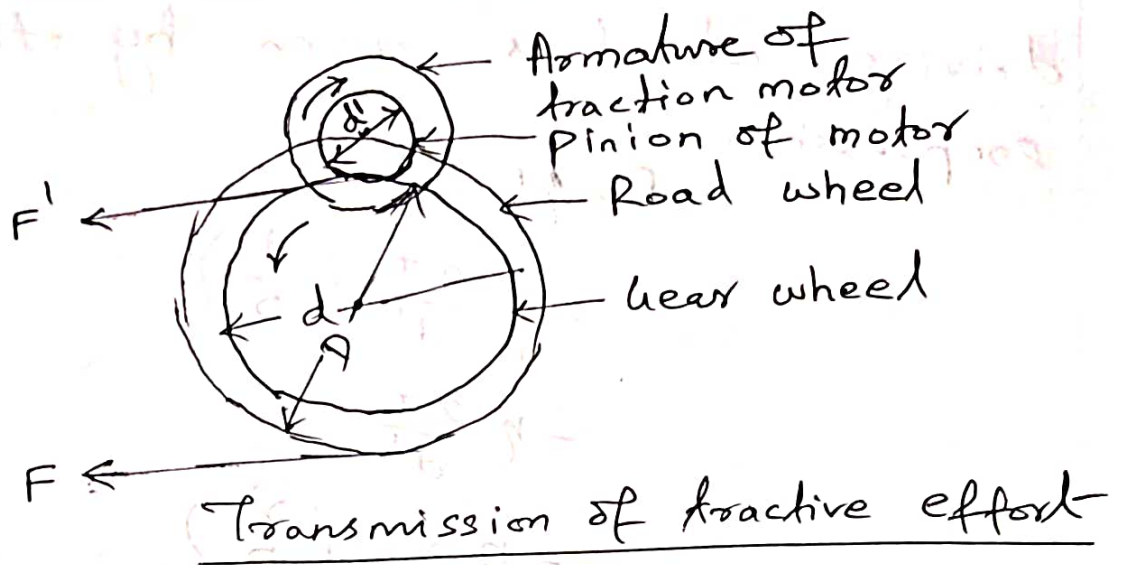 Armature of
traction motor
Pinion of motor
Road wheel
F'
d'
Gear wheel
d
D
F
Transmission of tractive effort